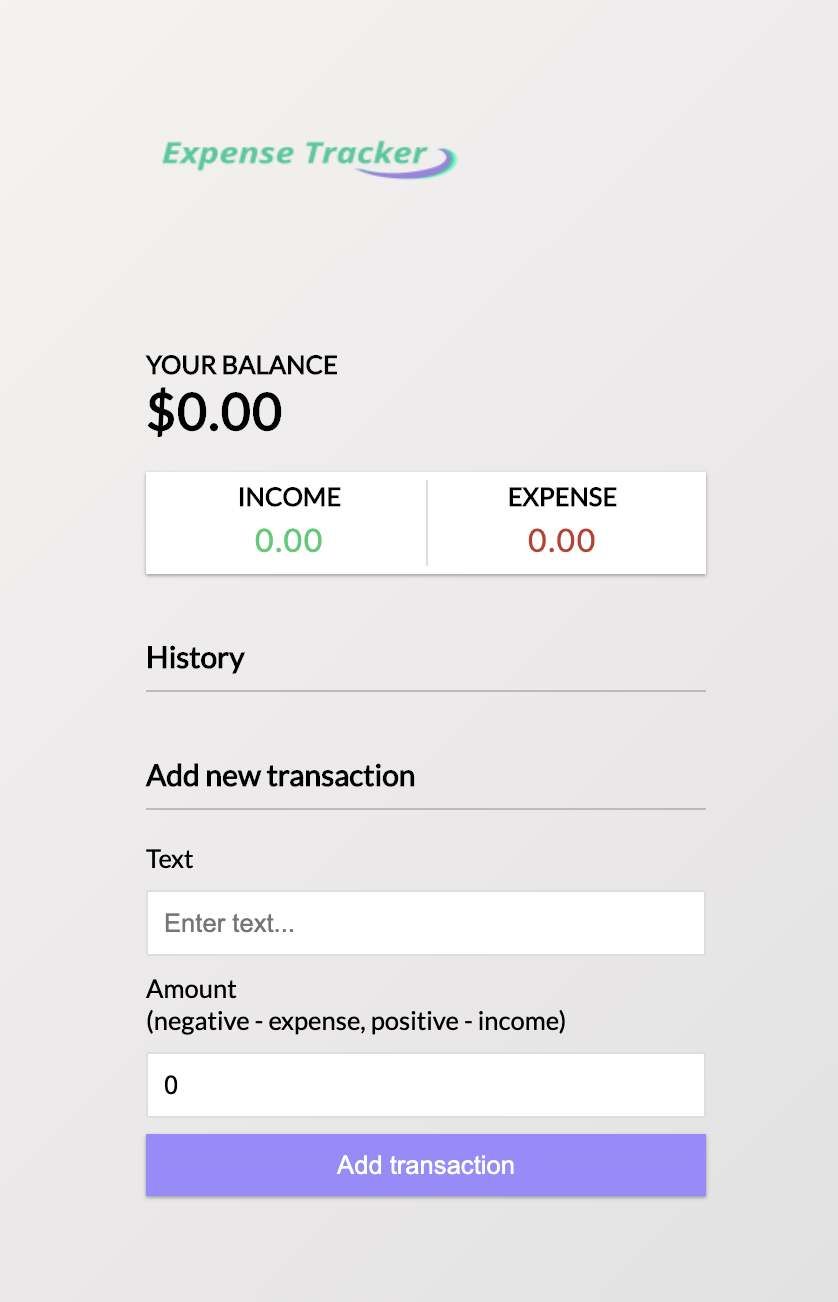 Expense Tracker
YOUR BALANCE
$0.00
INCOME
EXPENSE
0.00
0.00
History
Add new transaction
Text
Enter text...
Amount
(negative - expense, positive - income)
0
Add transaction